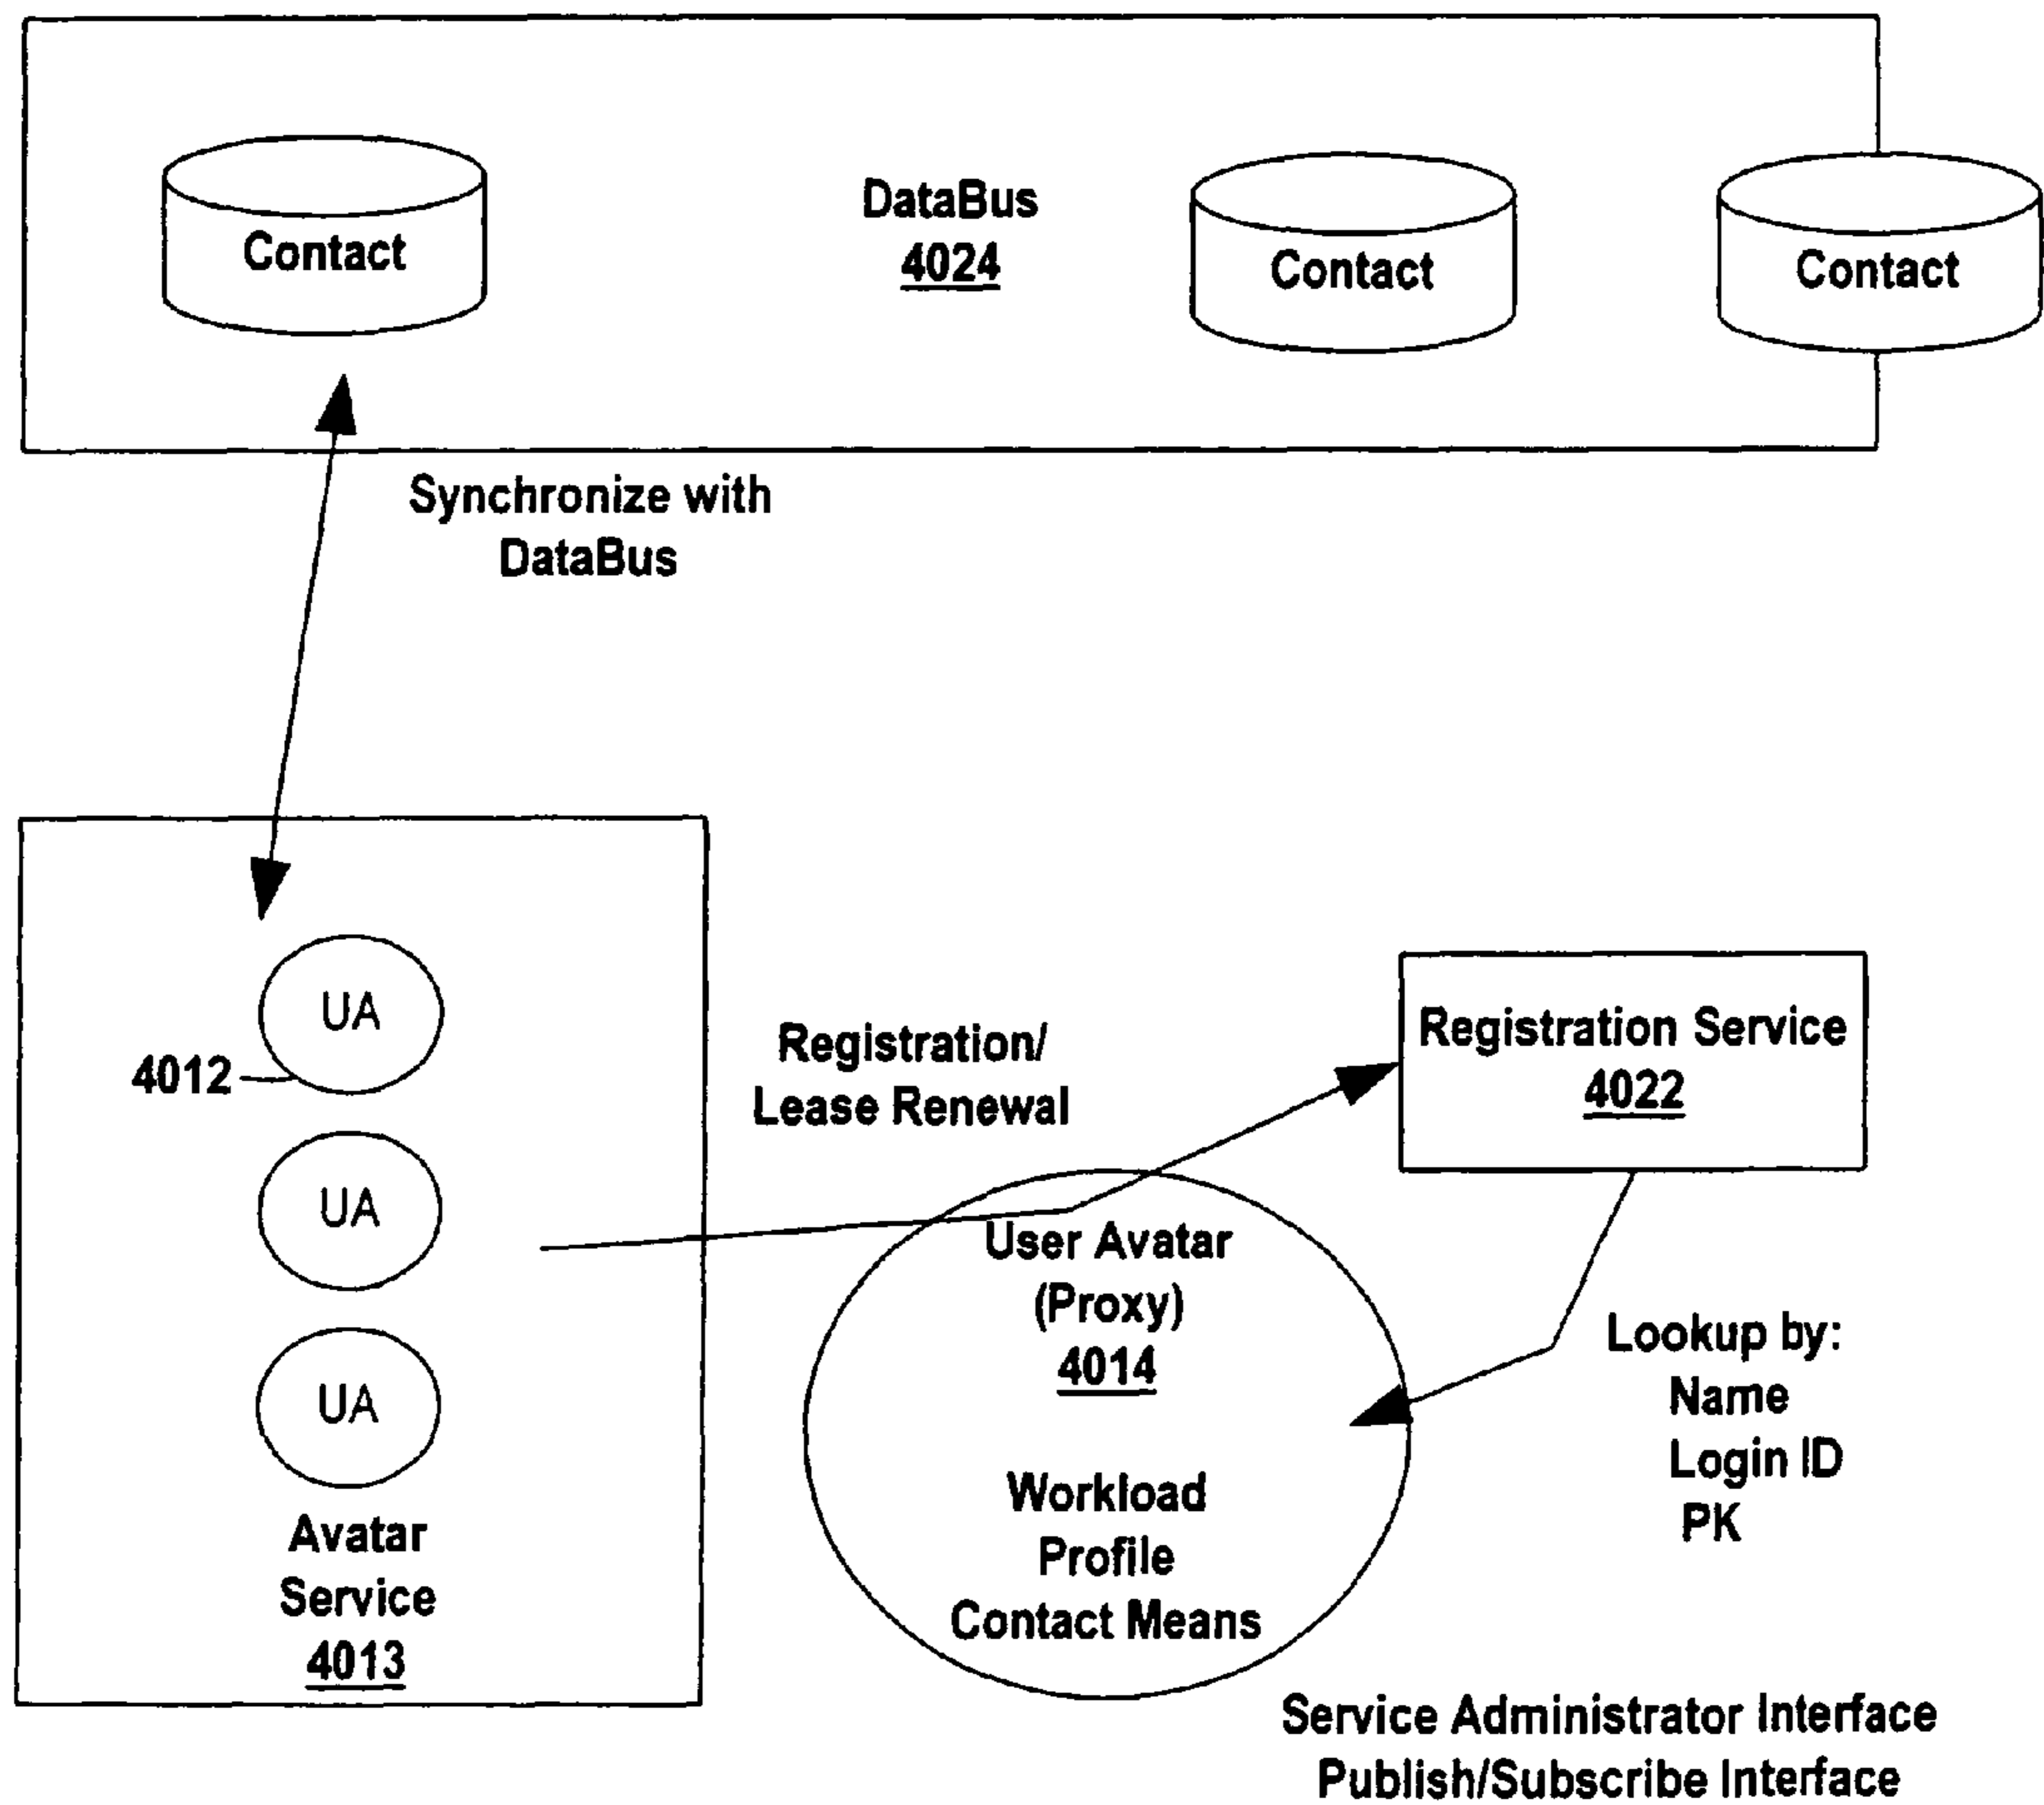 Contact
DataBus
4024
Contact
Contact
Synchronize with
DataBus
UA
4012
UA
UA
Avatar
Service
4013
Registration/
Lease Renewal
Registration Service
4022
User Avatar
(Proxy)
4014
Workload
Profile
Contact Means
Lookup by:
Name
Login ID
PK
Service Administrator Interface
Publish/Subscribe Interface